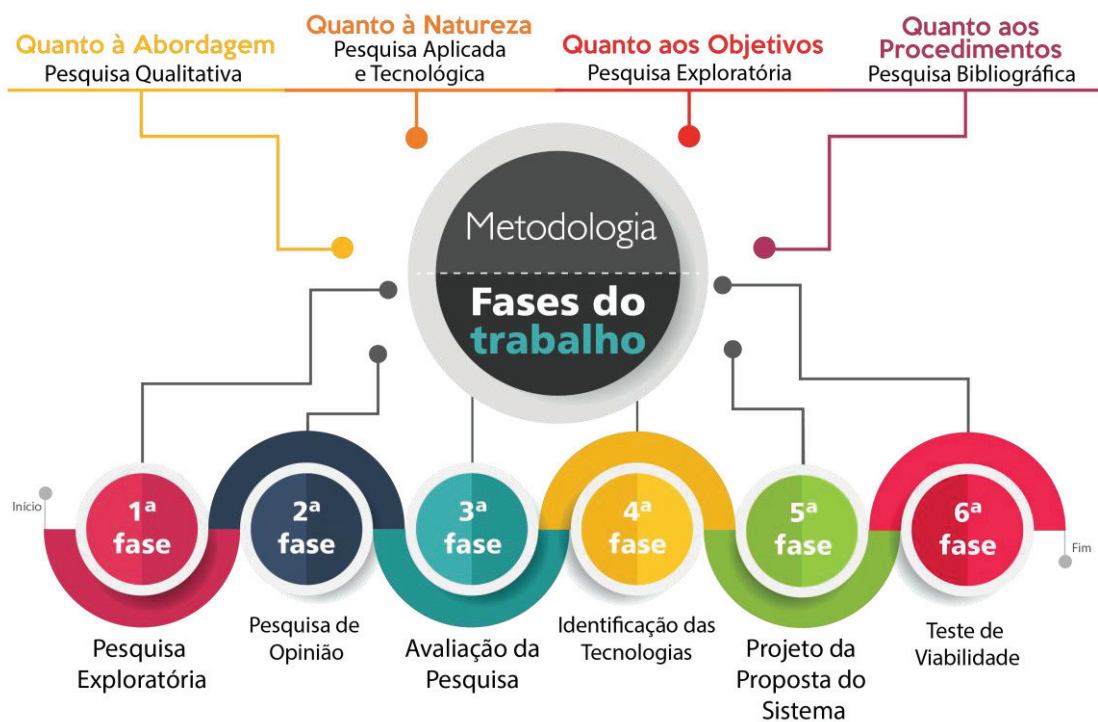 Quanto à Abordagem
Pesquisa Qualitativa
Quanto à Natureza
Pesquisa Aplicada
e Tecnológica
Quanto aos Objetivos
Pesquisa Exploratória
Quanto aos
Procedimentos
Pesquisa Bibliográfica
Metodologia
Fases do
trabalho
Início
1ª
fase
2ª
fase
3ª
fase
4ª
fase
5ª
fase
6ª
fase
Fim
Pesquisa
Exploratória
Pesquisa de
Opinião
Avaliação da
Pesquisa
Identificação das
Tecnologias
Projeto da
Proposta do
Sistema
Teste de
Viabilidade